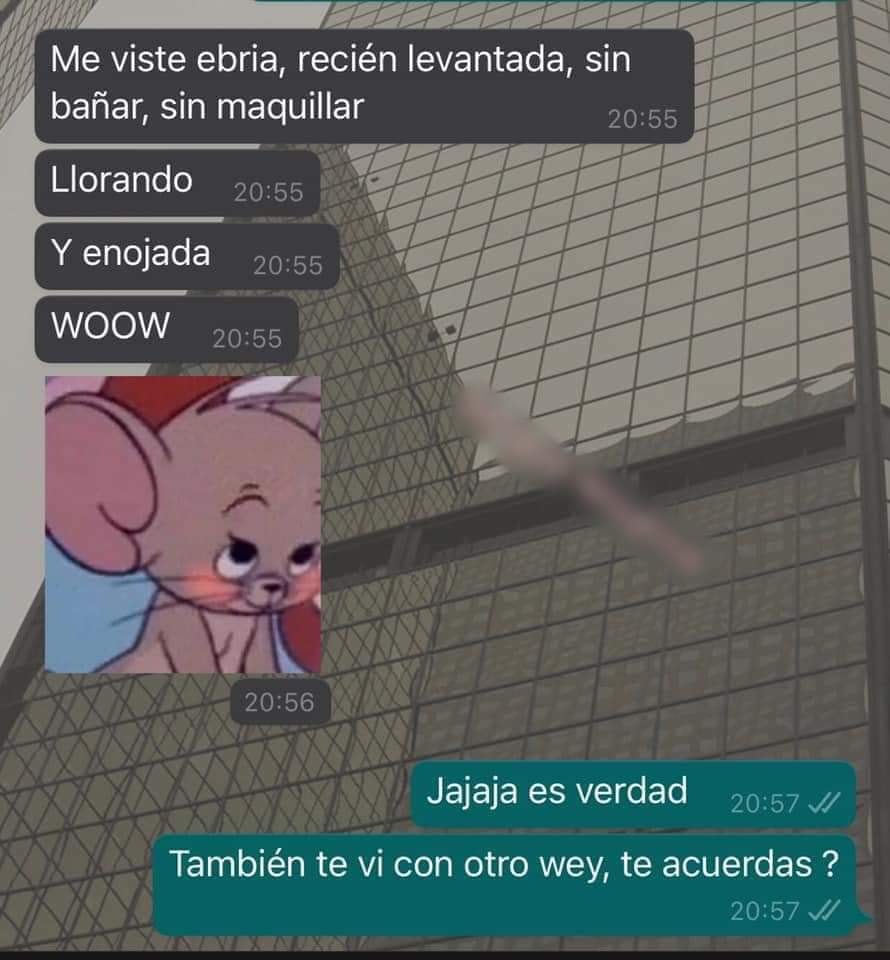 Me viste ebria, recién levantada, sin
bañar, sin maquillar
20:55
Llorando 20:55
Y enojada 20:55
WOOW 20:55
20:56
Jajaja es verdad 20:57
También te vi con otro wey, te acuerdas ?
20:57